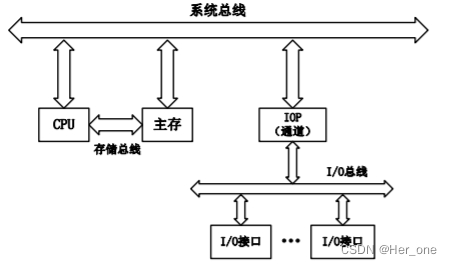 系统总线
CPU
主存
IOP
（通道）
存储总线
I/O总线
I/O接口
•••
I/O接口
CSDN @Her_one